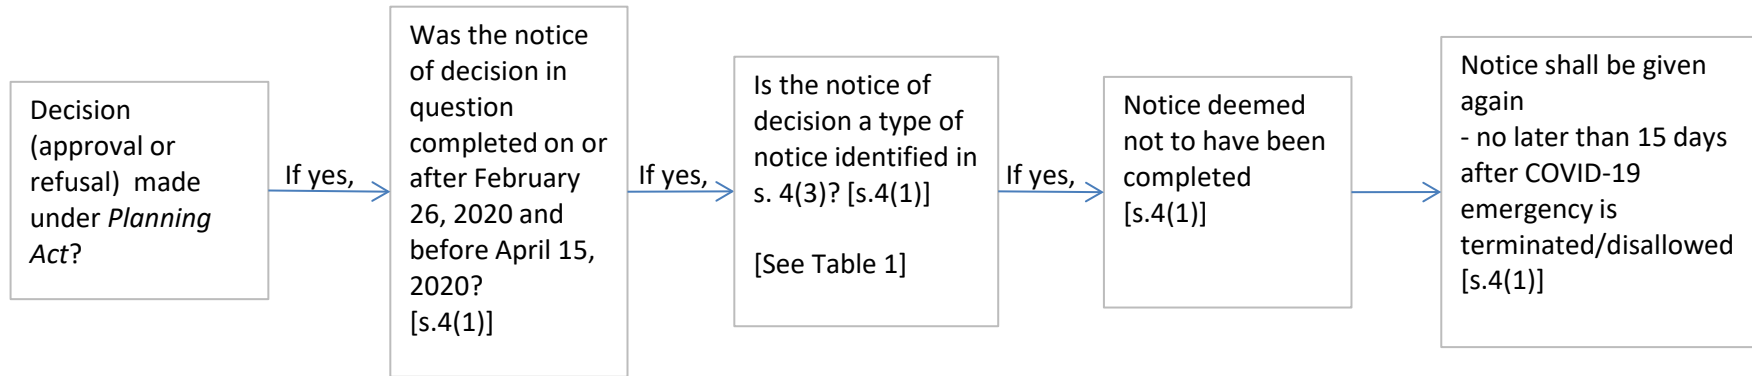 Decision
(approval or
refusal)  made
under Planning
Act?
If yes,
Was the notice
of decision in
question
completed on or
after February
26, 2020 and
before April 15,
2020?
[s.4(1)]
If yes,
Is the notice of
decision a type of
notice identified in
s. 4(3)? [s.4(1)]
[See Table 1]
If yes,
Notice deemed
not to have been
completed
[s.4(1)]
Notice shall be given
again
- no later than 15 days
after COVID-19
emergency is
terminated/disallowed
[s.4(1)]